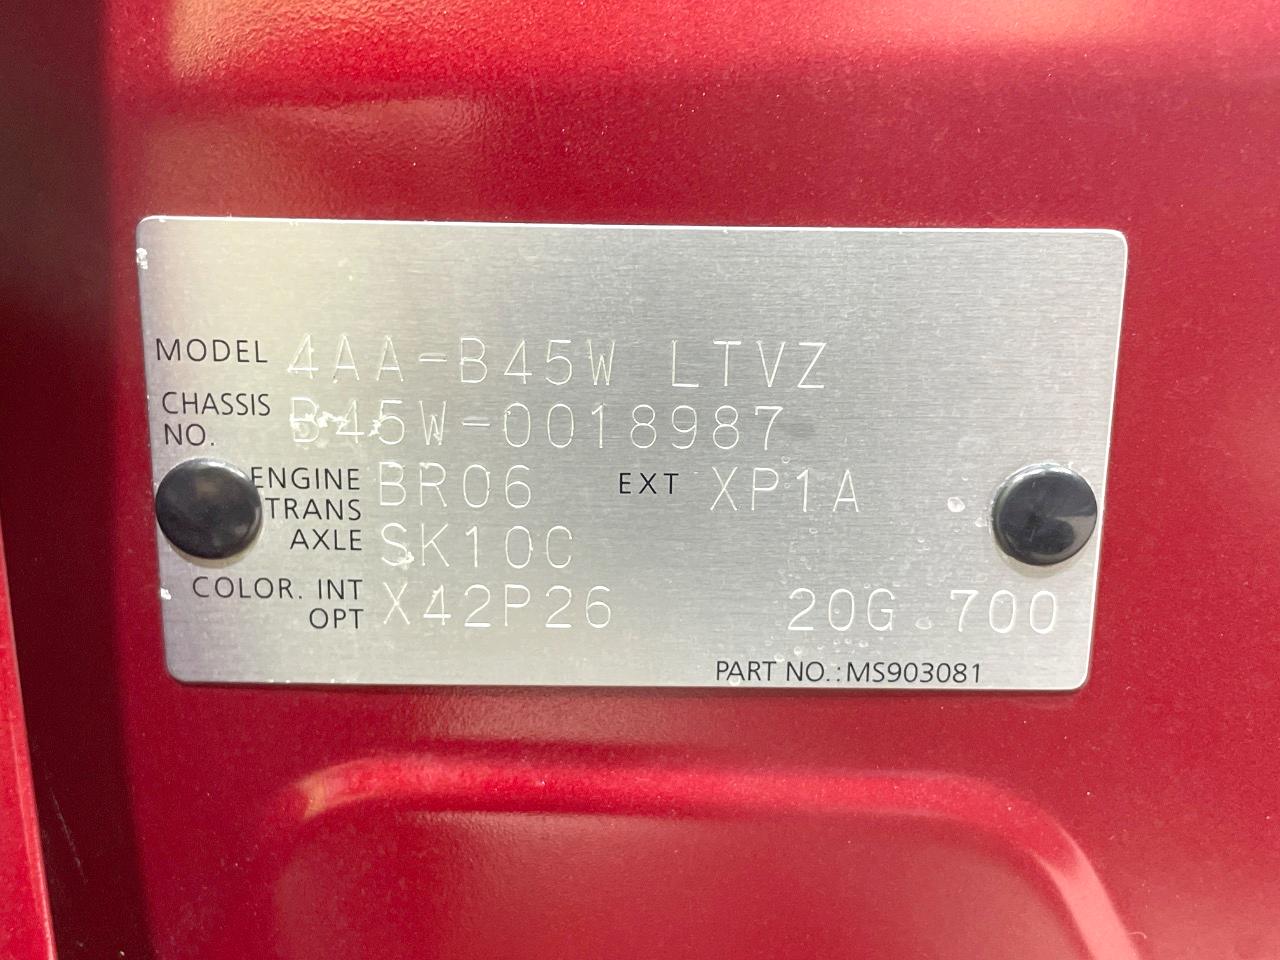 MODEL 4AA-B45W LTVZ
CHASSIS NO. B45W-0018987
ENGINE BR06 EXT XP1A
TRANS AXLE SK10C
COLOR. INT OPT X42P26 20G.700
PART NO.: MS903081